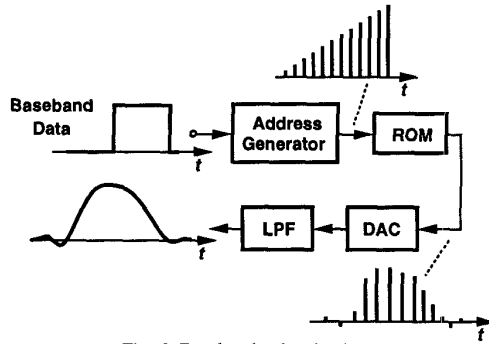 t
Baseband
Data
t
Address
Generator
ROM
t
LPF
DAC
t